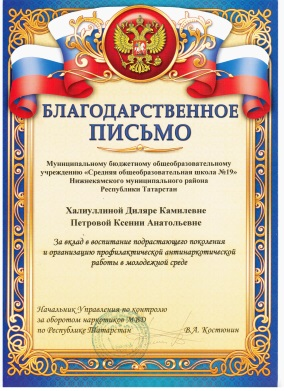 БЛАГОДАРСТВЕННОЕ
ПИСЬМО
Муниципальному бюджетному общеобразовательному
учреждению «Средняя общеобразовательная школа №19»
Нижнекамского муниципального района
Республики Татарстан
Халиуллиной Диляре Камилевне
Петровой Ксении Анатольевне
За вклад в воспитание подрастающего поколения
и организацию профилактической антинаркотической
работы в молодежной среде
Начальник Управления по контролю
за оборотом наркотиков МВД
по Республике Татарстан
В.А. Костюнин